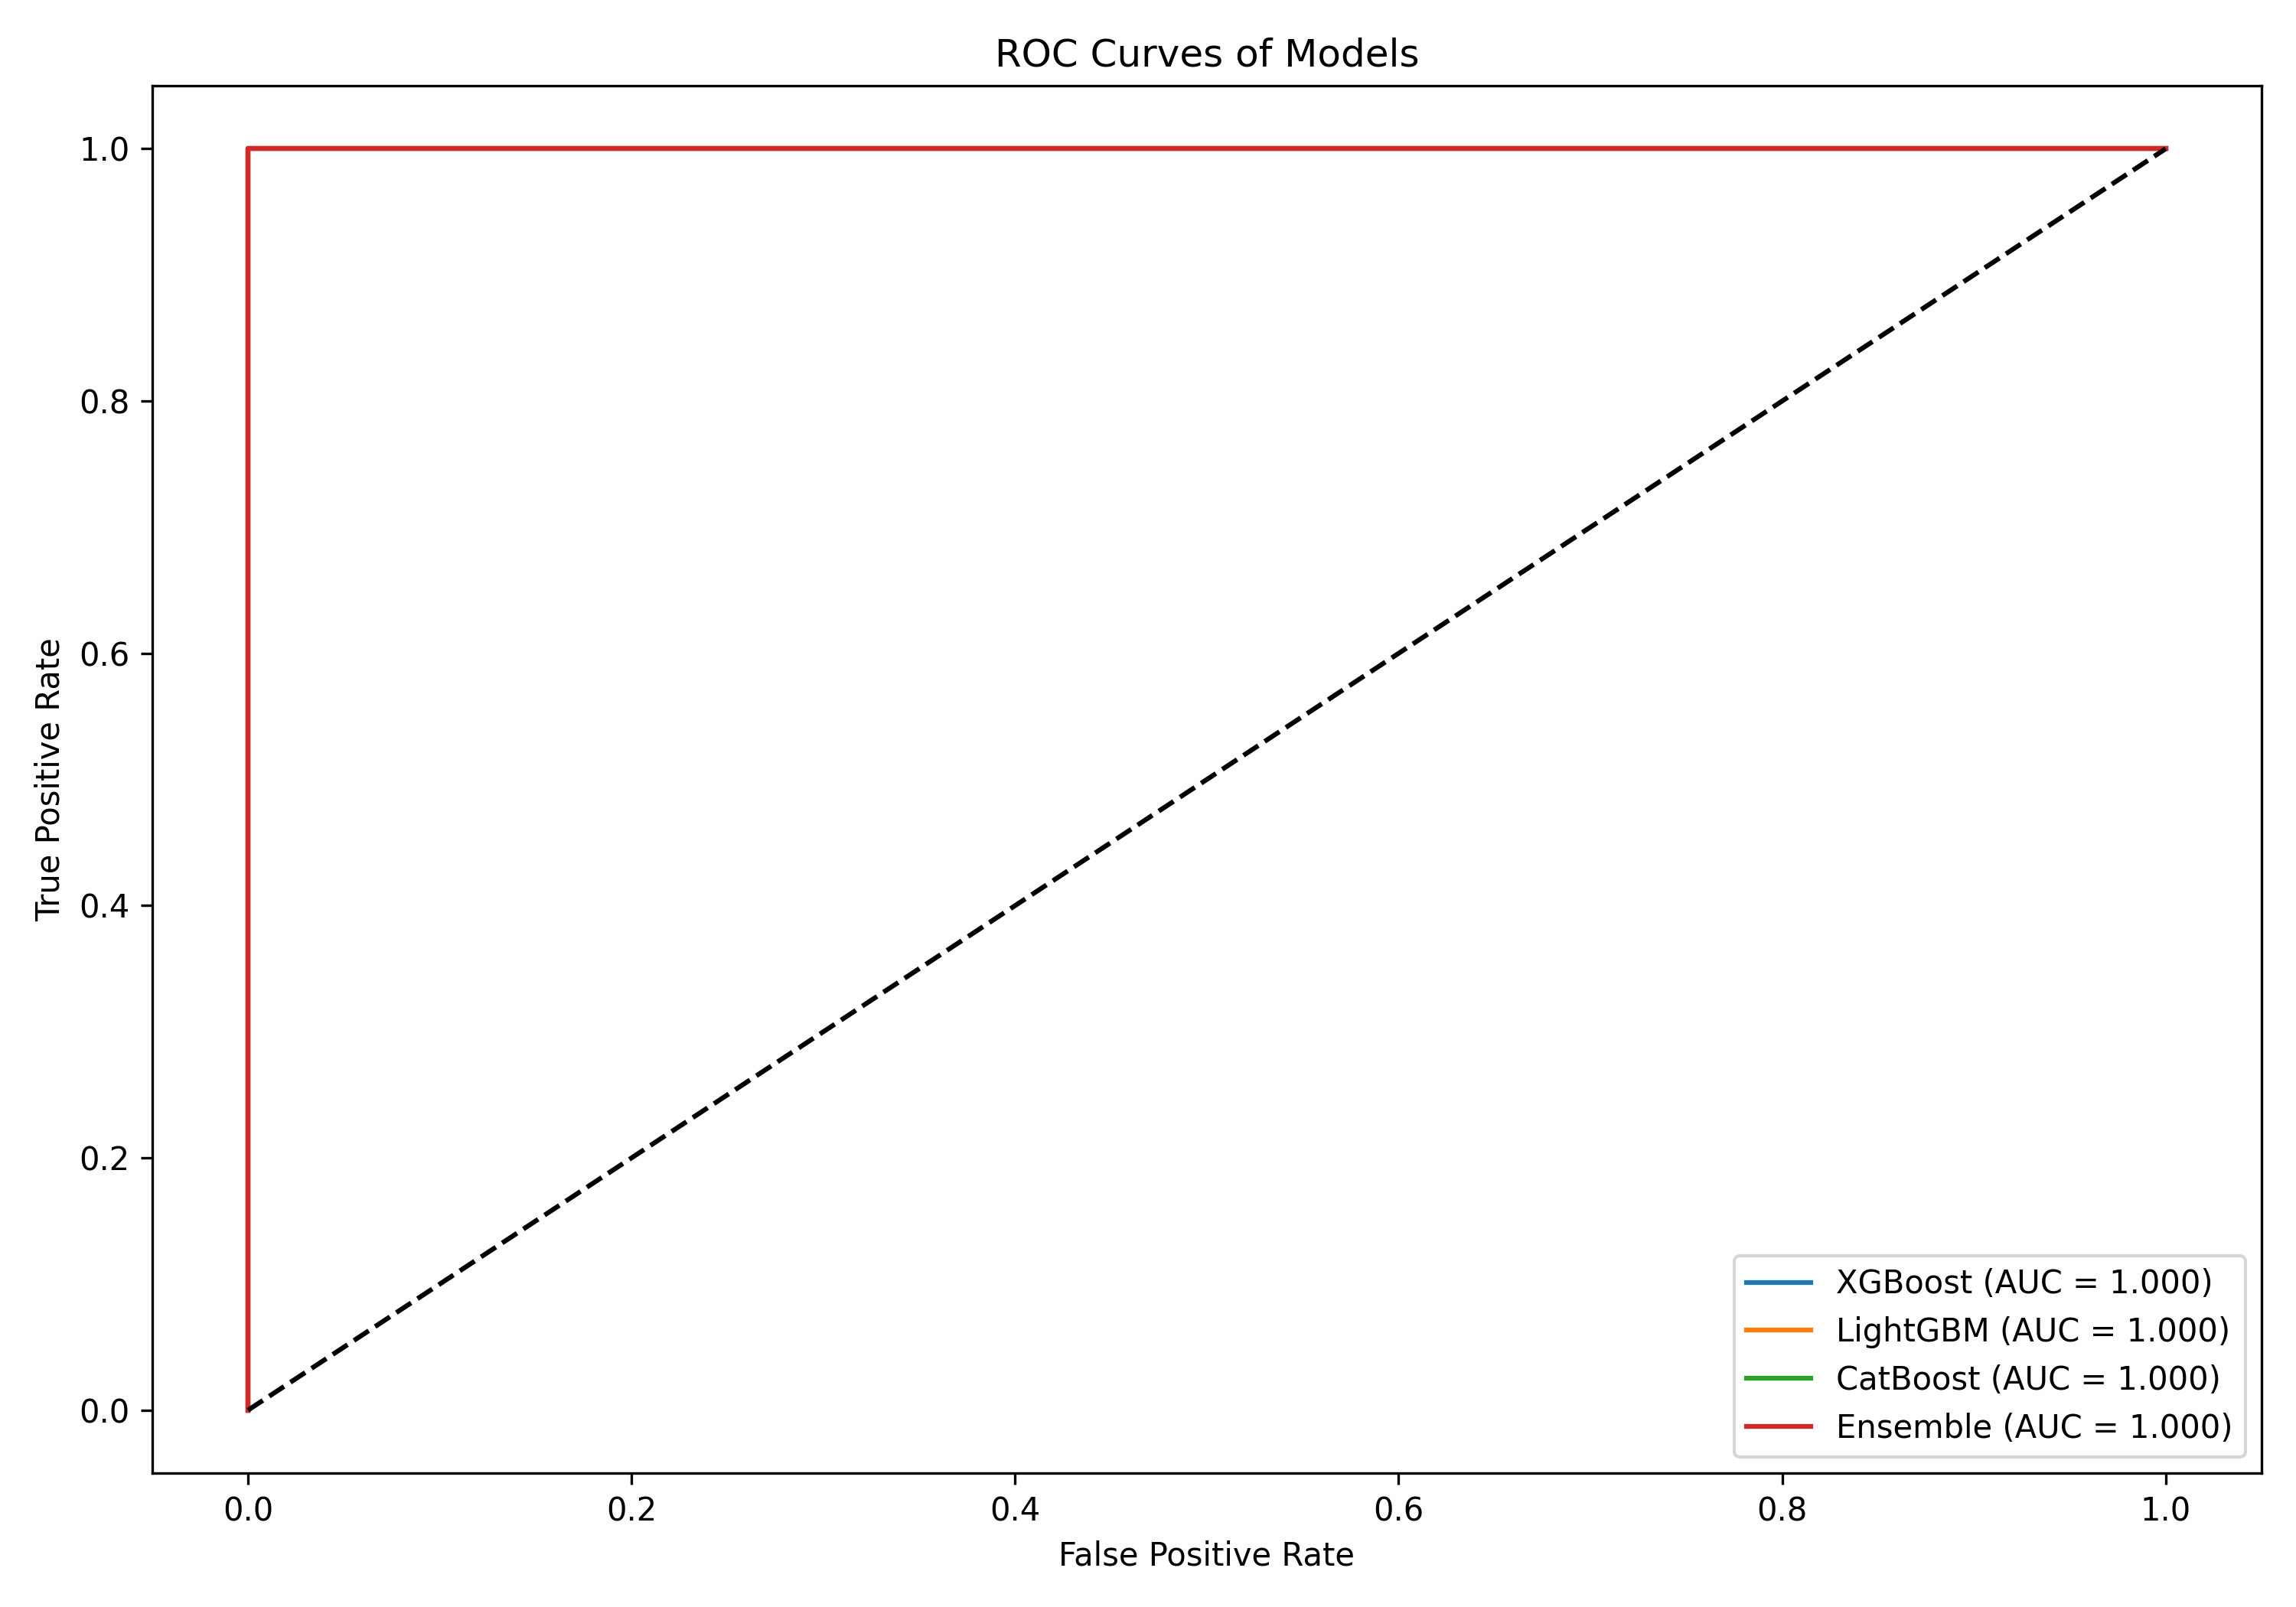 ROC Curves of Models
True Positive Rate
1.0
0.8
0.6
0.4
0.2
0.0
XGBoost (AUC = 1.000)
LightGBM (AUC = 1.000)
CatBoost (AUC = 1.000)
Ensemble (AUC = 1.000)
0.0 0.2 0.4 0.6 0.8 1.0
False Positive Rate